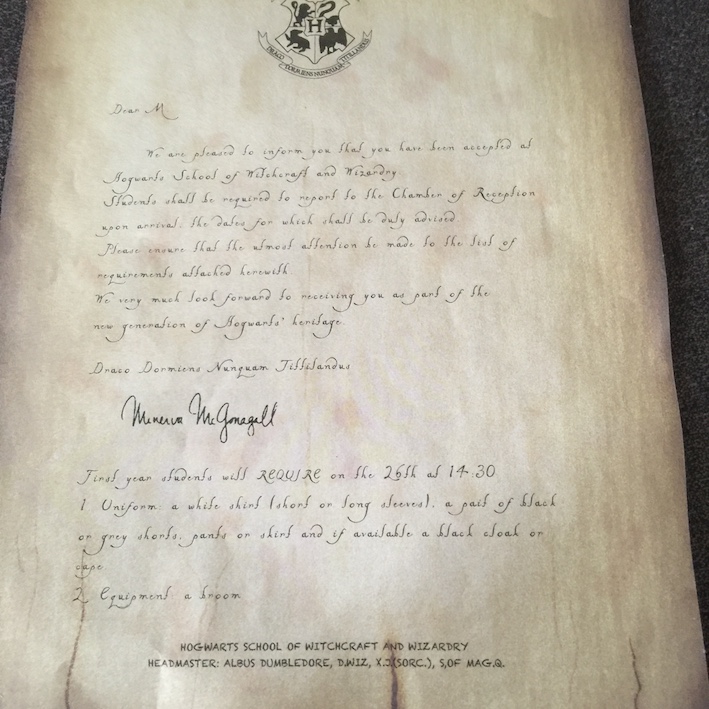 H
DRACO DORMIENS NUNQUAM TITILLANDUS
Dear M
We are pleased to inform you that you have been accepted at
Hogwarts School of Witchcraft and Wizardry.
Students shall be required to report to the Chamber of Reception
upon arrival, the dates for which shall be duly advised.
Please ensure that the utmost attention be made to the list of
requirements attached herewith.
We very much look forward to receiving you as part of the
new generation of Hogwarts' heritage.
Draco Dormiens Nunquam Tittilandus
Minerva McGonagall
First year students will REQUIRE on the 26th at 14:30
1. Uniform: a white shirt (short or long sleeves), a pait of black
or grey shorts, pants or skirt and if available a black cloak or
cape
2. Equipment: a broom
HOGWARTS SCHOOL OF WITCHCRAFT AND WIZARDRY
HEADMASTER: ALBUS DUMBLEDORE, D.WIZ, X.J.(SORC.), S,OF MAG.Q.